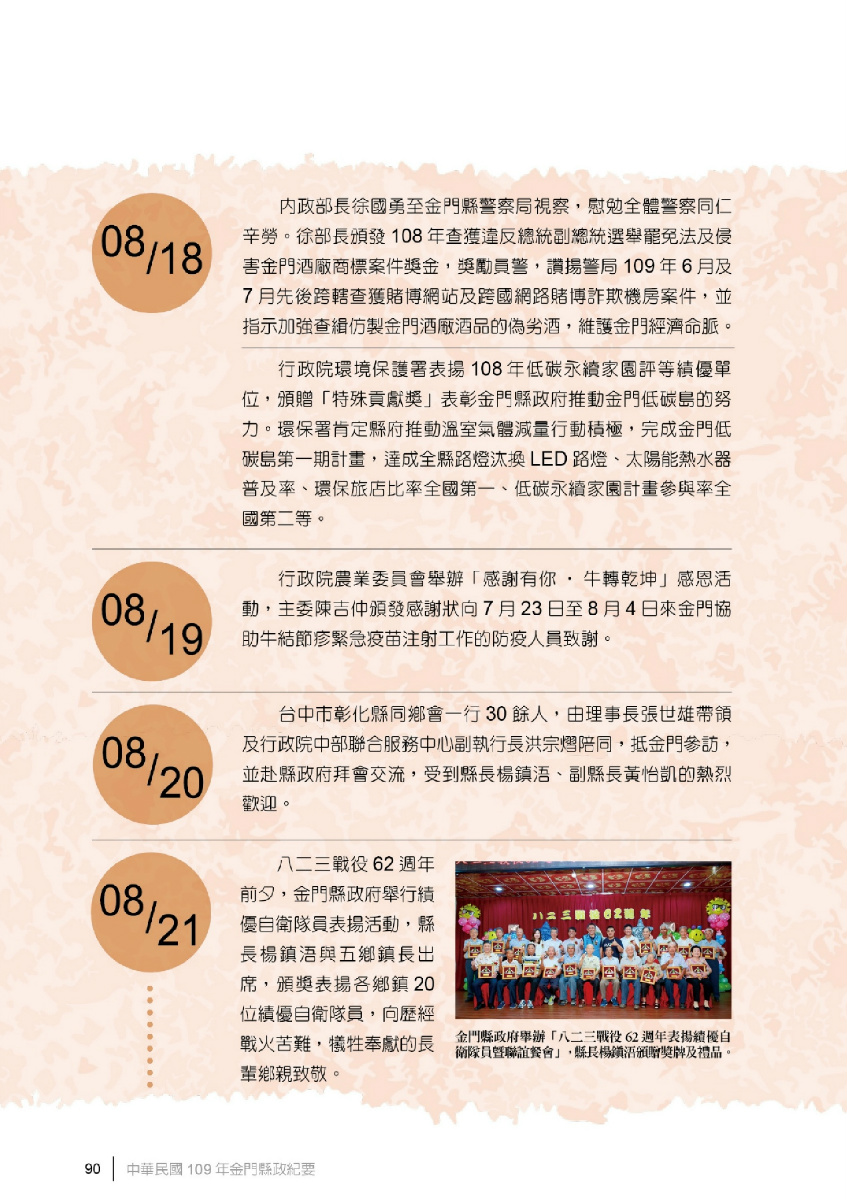 08/18
內政部長徐國勇至金門縣警察局視察，慰勉全體警察同仁
辛勞。徐部長頒發 108 年查獲違反總統副總統選舉罷免法及侵
害金門酒廠商標案件獎金，獎勵員警，讚揚警局 109 年 6 月及
7 月先後跨轄查獲賭博網站及跨國網路賭博詐欺機房案件，並
指示加強查緝仿製金門酒廠酒品的偽劣酒，維護金門經濟命脈。
行政院環境保護署表揚 108 年低碳永續家園評等績優單
位，頒贈「特殊貢獻獎」表彰金門縣政府推動金門低碳島的努
力。環保署肯定縣府推動溫室氣體減量行動積極，完成金門低
碳島第一期計畫，達成全縣路燈汰換 LED 路燈、太陽能熱水器
普及率、環保旅店比率全國第一、低碳永續家園計畫參與率全
國第二等。
08/19
行政院農業委員會舉辦「感謝有你 · 牛轉乾坤」感恩活
動，主委陳吉仲頒發感謝狀向 7 月 23 日至 8 月 4 日來金門協
助牛結節疹緊急疫苗注射工作的防疫人員致謝。
08/20
台中市彰化縣同鄉會一行 30 餘人，由理事長張世雄帶領
及行政院中部聯合服務中心副執行長洪宗熠陪同，抵金門參訪，
並赴縣政府拜會交流，受到縣長楊鎮浯、副縣長黃怡凱的熱烈
歡迎。
08/21
八二三戰役 62 週年
前夕，金門縣政府舉行績
優自衛隊員表揚活動，縣
長楊鎮浯與五鄉鎮長出
席，頒獎表揚各鄉鎮 20
位績優自衛隊員，向歷經
戰火苦難，犧牲奉獻的長
輩鄉親致敬。
八二三戰役62週年
金門縣政府舉辦「八二三戰役 62 週年表揚績優自
衛隊員暨聯誼餐會」，縣長楊鎮浯頒贈獎牌及禮品。
90 中華民國 109 年金門縣政紀要